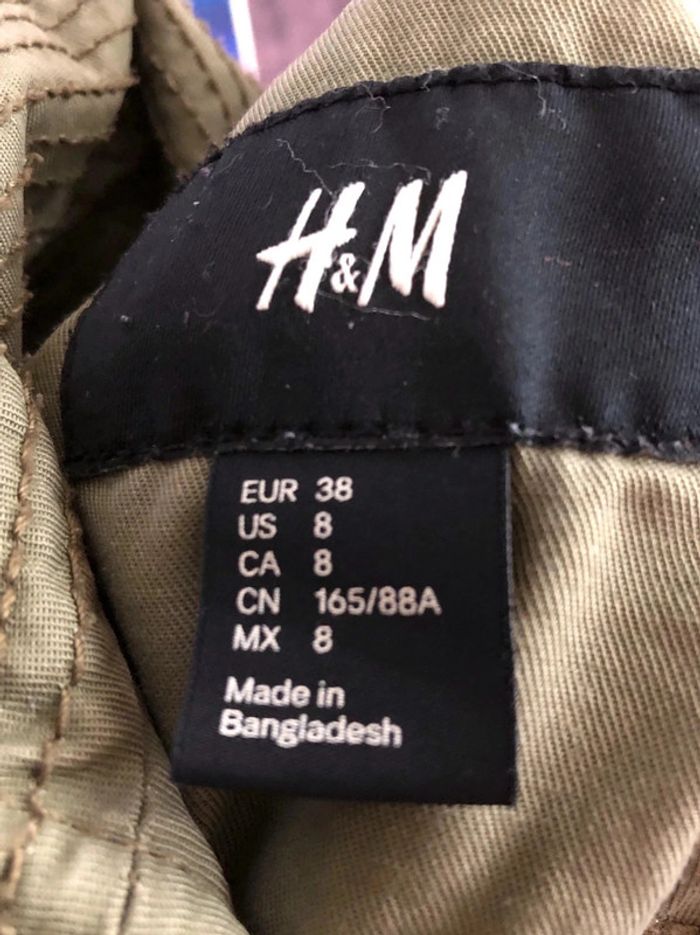 H&M
EUR 38
US 8
CA 8
CN 165/88A
MX 8
Made in
Bangladesh